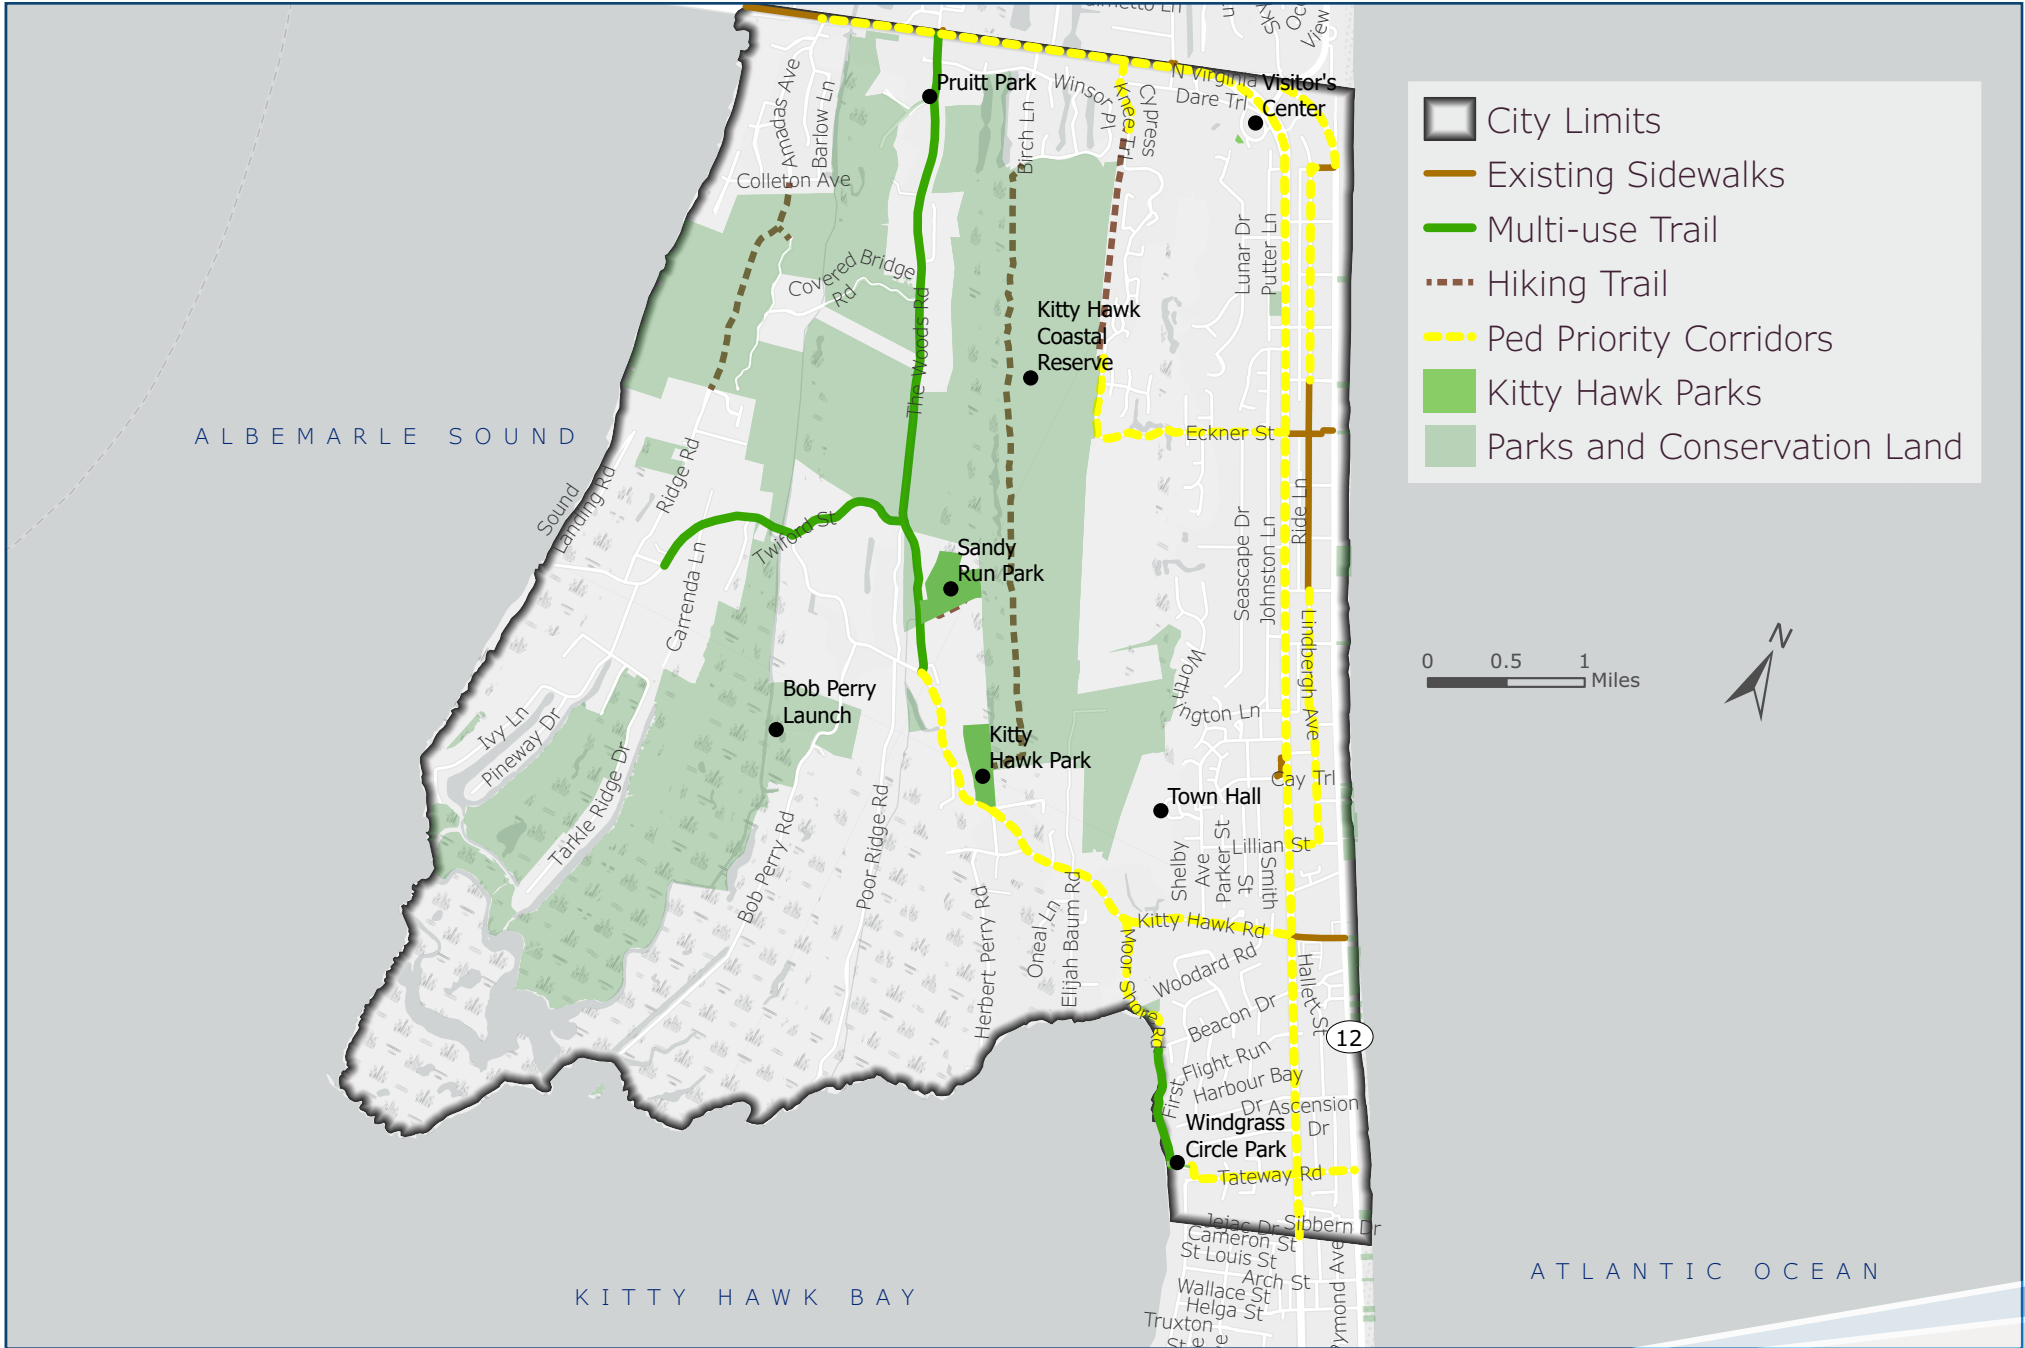 View
N Virginia
Dare Trl
Visitor's
Center
Pruitt Park
Winsor Pl
Knee Trl
Cypress
Amadas Ave
Barlow Ln
Birch Ln
Colleton Ave
Covered Bridge
Rd
Lunar Dr
Putter Ln
The Woods Rd
Kitty Hawk
Coastal
Reserve
City Limits
Existing Sidewalks
Multi-use Trail
Hiking Trail
Ped Priority Corridors
Kitty Hawk Parks
Parks and Conservation Land
ALBEMARLE SOUND
Eckner St
Sound
Landing Rd
Ridge Rd
Twiford St
Carrenda Ln
Sandy
Run Park
Seascape Dr
Johnston Ln
Ride Ln
Lindbergh Ave
N
0 0.5 1
Miles
Worthington Ln
Bob Perry
Launch
Ivy Ln
Pineway Dr
Tarkle Ridge Dr
Kitty
Hawk Park
Cay Trl
Town Hall
Bob Perry Rd
Poor Ridge Rd
Shelby
Ave
Parker St
Lillian St
Smith
St
Herbert Perry Rd
Oneal Ln
Elijah Baum Rd
Kitty Hawk Rd
Moor Shore Rd
Woodard Rd
Hallett St
Beacon Dr
12
Flight Run
First
Harbour Bay
Dr
Ascension
Dr
Windgrass
Circle Park
Tateway Rd
Jejac Dr
Sibbern Dr
Cameron St
St Louis St
Arch St
Wallace St
Helga St
Truxton
St
KITTY HAWK BAY
ATLANTIC OCEAN